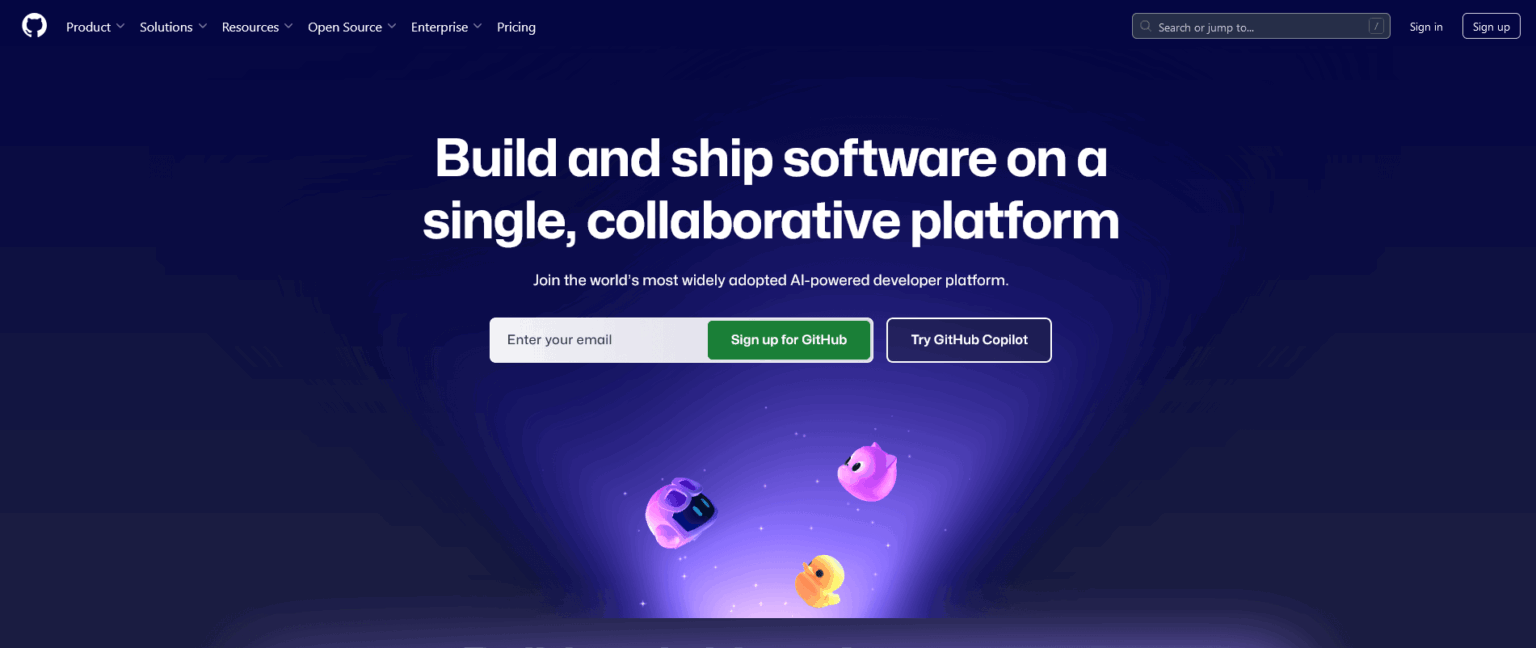 Product Solutions Resources Open Source Enterprise Pricing Search or jump to... / Sign in Sign up
Build and ship software on a
single, collaborative platform
Join the world's most widely adopted AI-powered developer platform.
Enter your email Sign up for GitHub Try GitHub Copilot